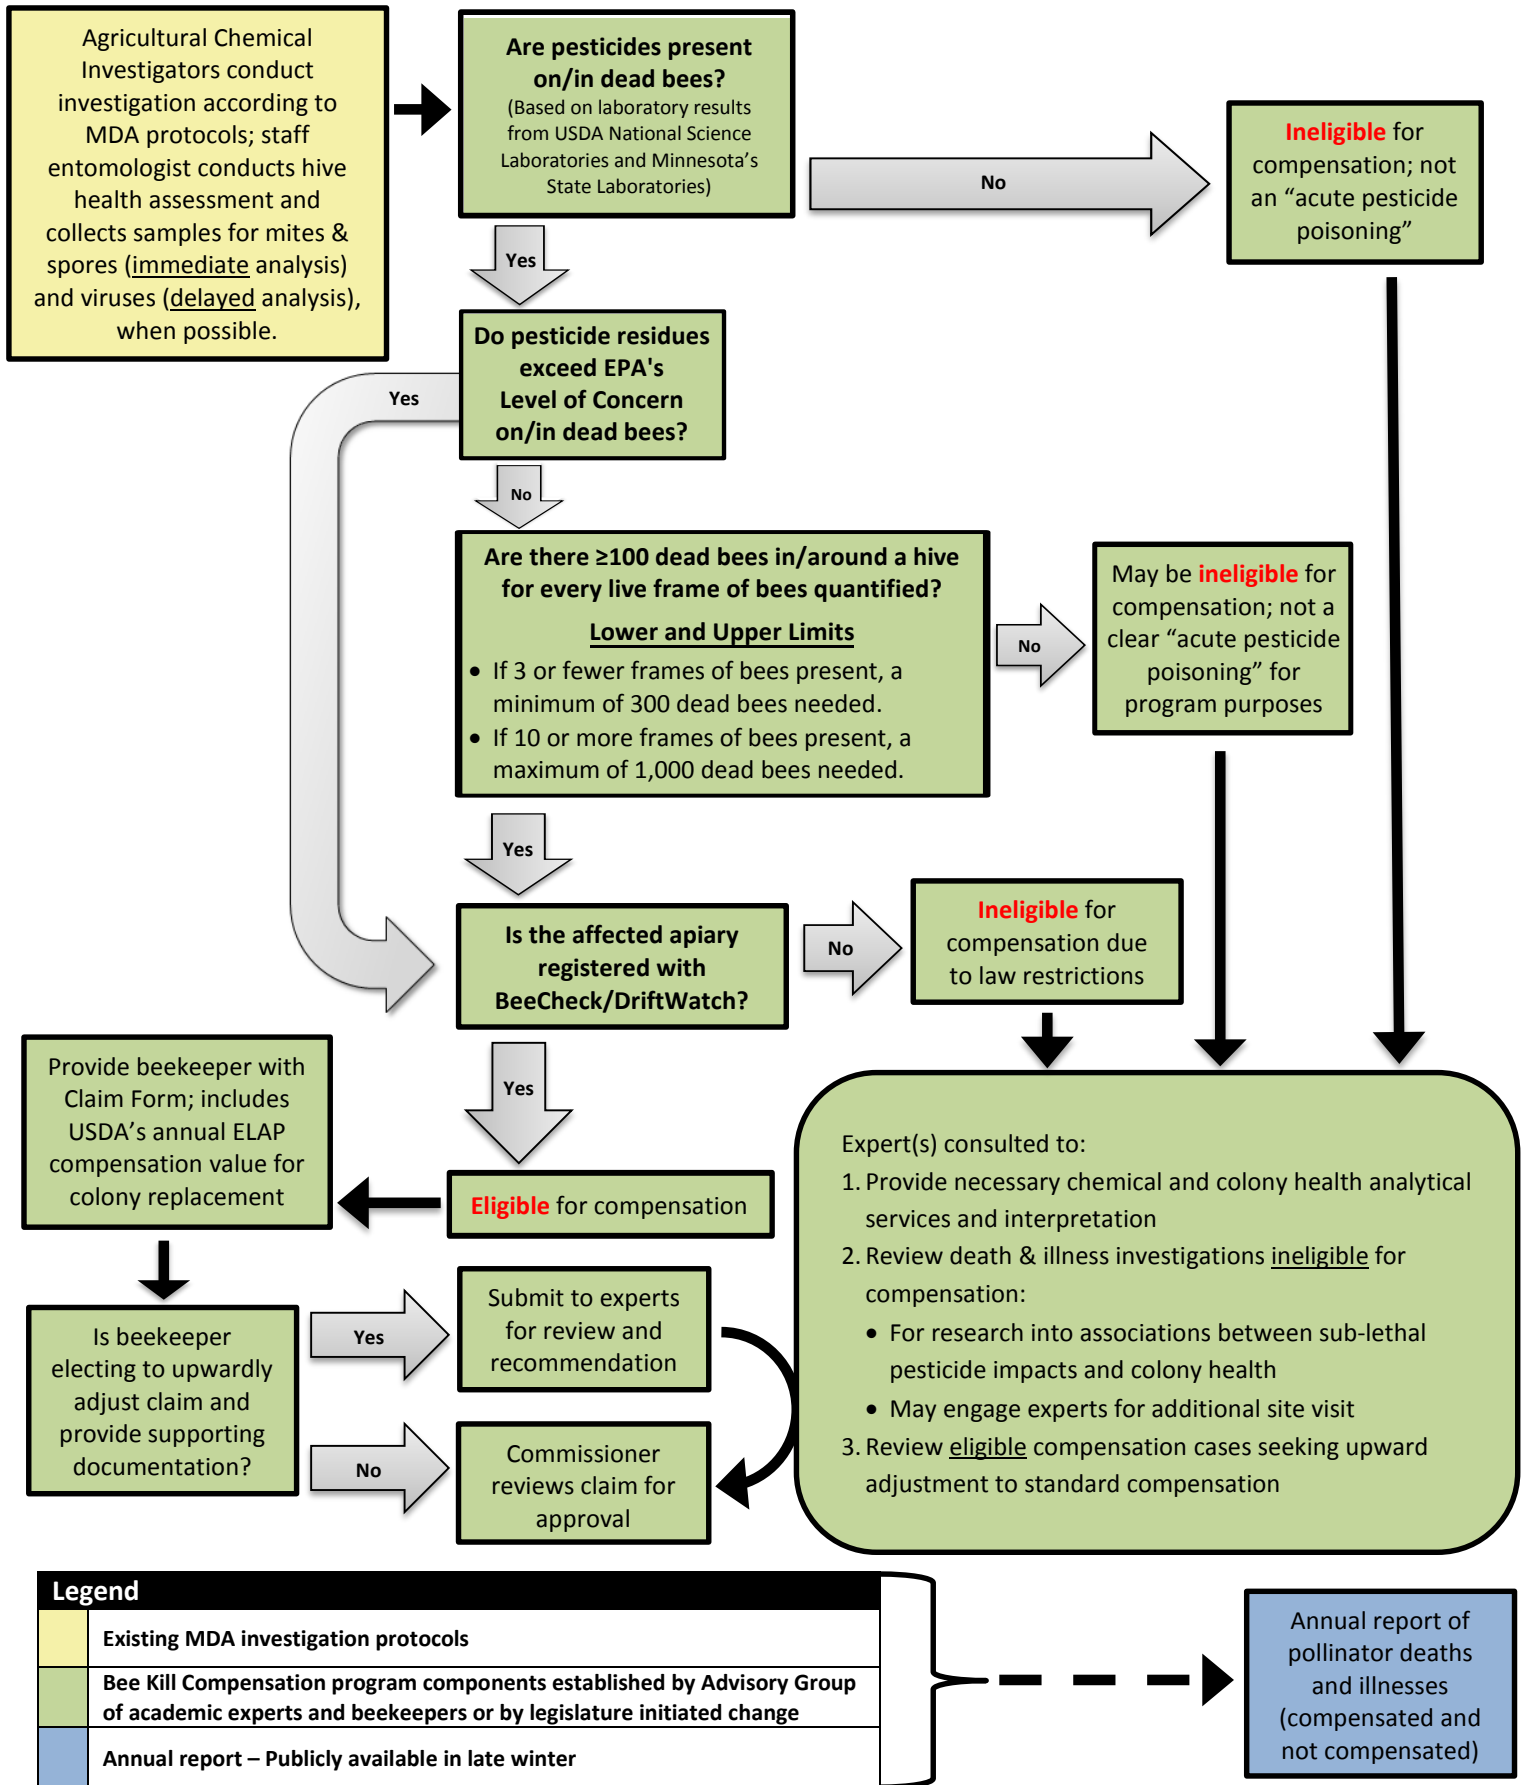 Agricultural Chemical
Investigators conduct
investigation according to
MDA protocols; staff
entomologist conducts hive
health assessment and
collects samples for mites &
spores (immediate analysis)
and viruses (delayed analysis),
when possible.
Are pesticides present
on/in dead bees?
(Based on laboratory results
from USDA National Science
Laboratories and Minnesota's
State Laboratories)
No
Ineligible for
compensation; not
an “acute pesticide
poisoning”
Yes
Do pesticide residues
exceed EPA's
Level of Concern
on/in dead bees?
Yes
No
Are there ≥100 dead bees in/around a hive
for every live frame of bees quantified?
Lower and Upper Limits
• If 3 or fewer frames of bees present, a
minimum of 300 dead bees needed.
• If 10 or more frames of bees present, a
maximum of 1,000 dead bees needed.
No
May be ineligible for
compensation; not a
clear “acute pesticide
poisoning” for
program purposes
Yes
Is the affected apiary
registered with
BeeCheck/DriftWatch?
No
Ineligible for
compensation due
to law restrictions
Yes
Eligible for compensation
Provide beekeeper with
Claim Form; includes
USDA’s annual ELAP
compensation value for
colony replacement
Is beekeeper
electing to upwardly
adjust claim and
provide supporting
documentation?
Yes
Submit to experts
for review and
recommendation
No
Commissioner
reviews claim for
approval
Expert(s) consulted to:
1. Provide necessary chemical and colony health analytical
services and interpretation
2. Review death & illness investigations ineligible for
compensation:
• For research into associations between sub-lethal
pesticide impacts and colony health
• May engage experts for additional site visit
3. Review eligible compensation cases seeking upward
adjustment to standard compensation
Legend
Existing MDA investigation protocols
Bee Kill Compensation program components established by Advisory Group
of academic experts and beekeepers or by legislature initiated change
Annual report – Publicly available in late winter
Annual report of
pollinator deaths
and illnesses
(compensated and
not compensated)